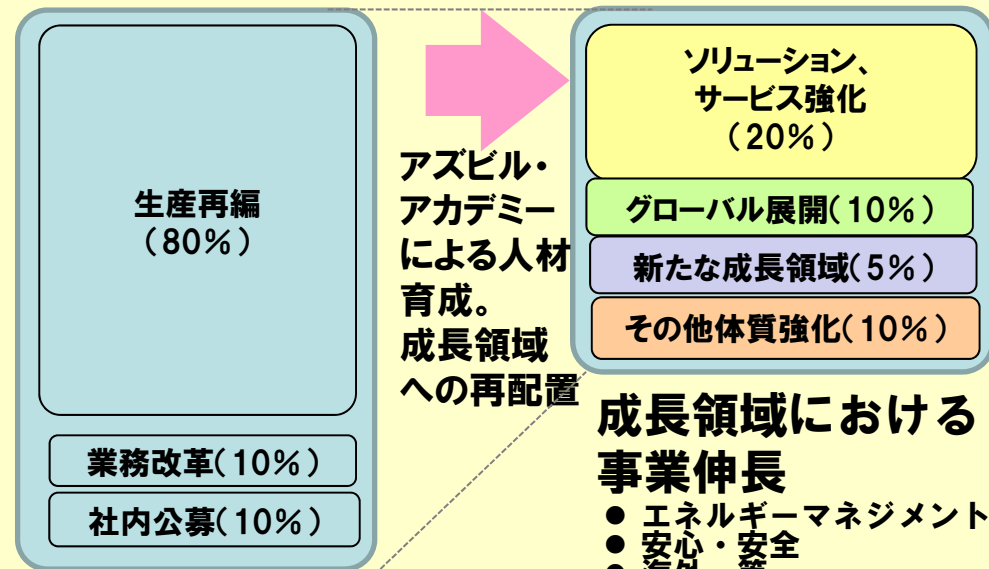 生産再編
(80%)
業務改革(10%)
社内公募(10%)
アズビル・
アカデミー
による人材
育成。
成長領域
への再配置
ソリューション、
サービス強化
(20%)
グローバル展開(10%)
新たな成長領域(5%)
その他体質強化(10%)
成長領域における
事業伸長
● エネルギーマネジメント
● 安心・安全
● 海外 等